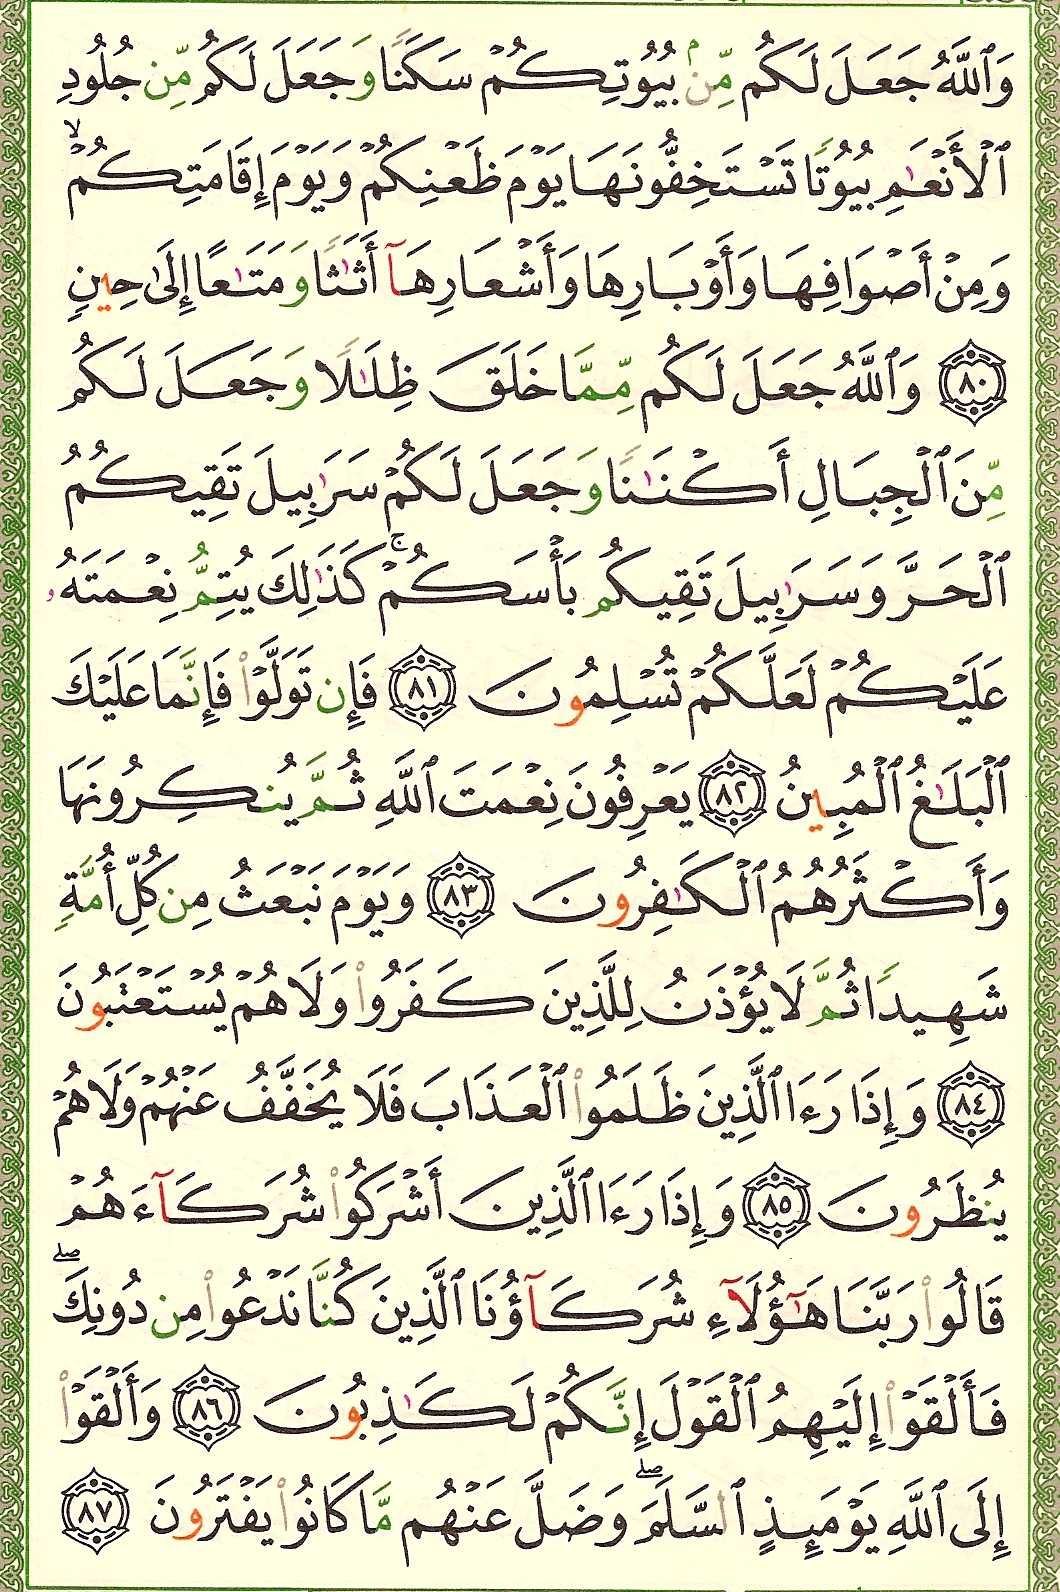 وَٱللَّهُ جَعَلَ لَكُم مِّنۢ بُيُوتِكُمْ سَكَنًا وَجَعَلَ لَكُم مِّن جُلُودِ
ٱلْأَنْعَٰمِ بُيُوتًا تَسْتَخِفُّونَهَا يَوْمَ ظَعْنِكُمْ وَيَوْمَ إِقَامَتِكُمْ ۙ
وَمِنْ أَصْوَافِهَا وَأَوْبَارِهَا وَأَشْعَارِهَآ أَثَٰثًا وَمَتَٰعًا إِلَىٰ حِينٍ
﴿٨٠﴾ وَٱللَّهُ جَعَلَ لَكُم مِّمَّا خَلَقَ ظِلَٰلًا وَجَعَلَ لَكُم
مِّنَ ٱلْجِبَالِ أَكْنَٰنًا وَجَعَلَ لَكُمْ سَرَٰبِيلَ تَقِيكُمُ
ٱلْحَرَّ وَسَرَٰبِيلَ تَقِيكُم بَأْسَكُمْ ۚ كَذَٰلِكَ يُتِمُّ نِعْمَتَهُۥ
عَلَيْكُمْ لَعَلَّكُمْ تُسْلِمُونَ ﴿٨١﴾ فَإِن تَوَلَّوْا۟ فَإِنَّمَا عَلَيْكَ
ٱلْبَلَٰغُ ٱلْمُبِينُ ﴿٨٢﴾ يَعْرِفُونَ نِعْمَتَ ٱللَّهِ ثُمَّ يُنكِرُونَهَا
وَأَكْثَرُهُمُ ٱلْكَٰفِرُونَ ﴿٨٣﴾ وَيَوْمَ نَبْعَثُ مِن كُلِّ أُمَّةٍ
شَهِيدًا ثُمَّ لَا يُؤْذَنُ لِلَّذِينَ كَفَرُوا۟ وَلَا هُمْ يُسْتَعْتَبُونَ
﴿٨٤﴾ وَإِذَا رَءَا ٱلَّذِينَ ظَلَمُوا۟ ٱلْعَذَابَ فَلَا يُخَفَّفُ عَنْهُمْ وَلَا هُمْ
يُنظَرُونَ ﴿٨٥﴾ وَإِذَا رَءَا ٱلَّذِينَ أَشْرَكُوا۟ شُرَكَآءَهُمْ
قَالُوا۟ رَبَّنَا هَٰٓؤُلَآءِ شُرَكَآؤُنَا ٱلَّذِينَ كُنَّا نَدْعُوا۟ مِن دُونِكَ ۖ
فَأَلْقَوْا۟ إِلَيْهِمُ ٱلْقَوْلَ إِنَّكُمْ لَكَٰذِبُونَ ﴿٨٦﴾ وَأَلْقَوْا۟
إِلَى ٱللَّهِ يَوْمَئِذٍ ٱلسَّلَمَ ۖ وَضَلَّ عَنْهُم مَّا كَانُوا۟ يَفْتَرُونَ ﴿٨٧﴾